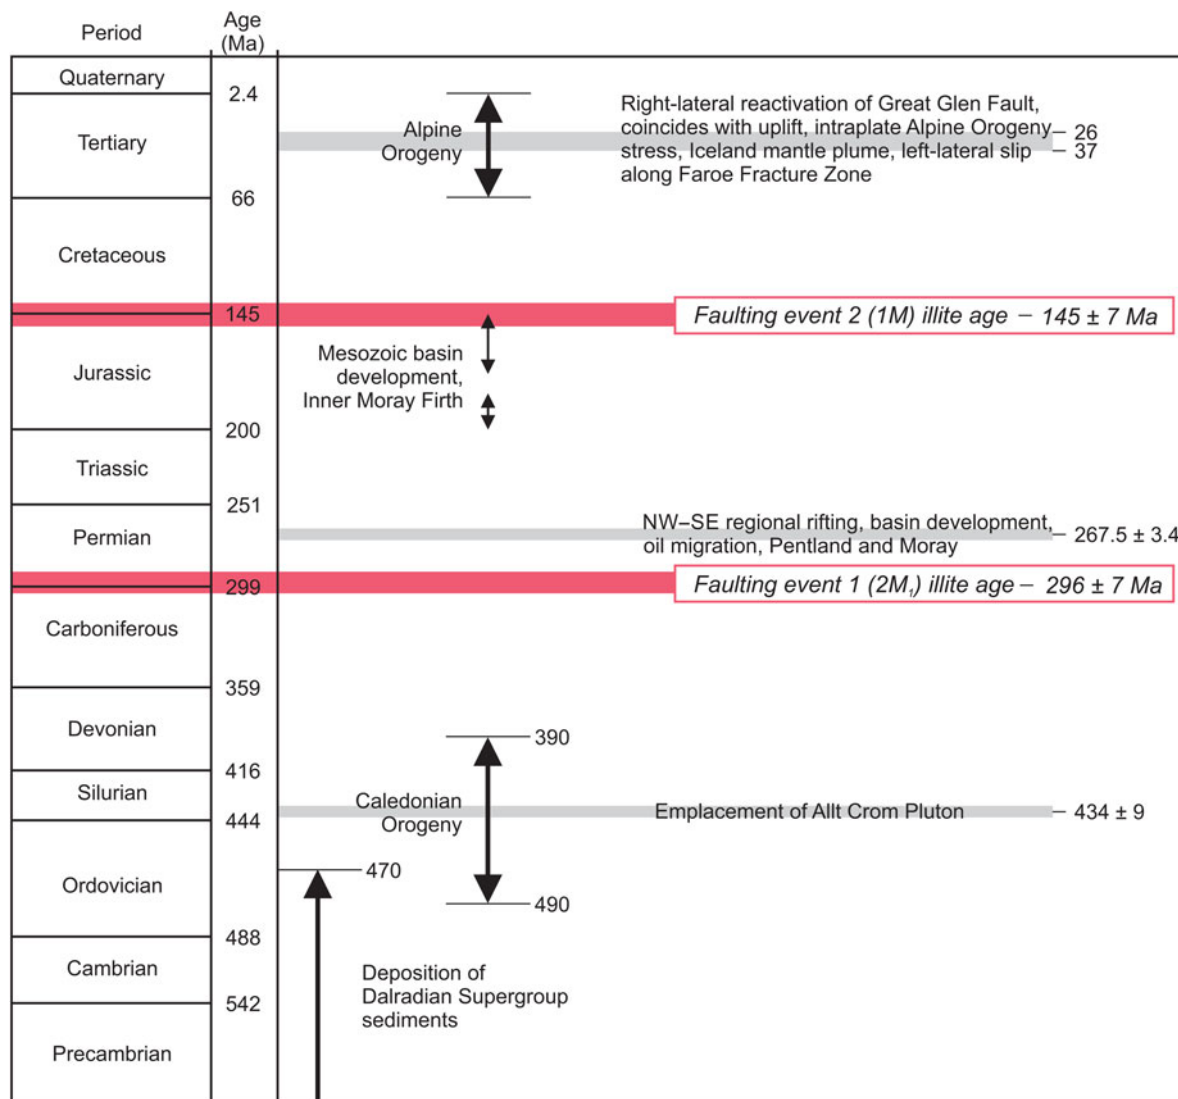 Period
Age
(Ma)
Quaternary
2.4
Tertiary
Alpine
Orogeny
Right-lateral reactivation of Great Glen Fault,
coincides with uplift, intraplate Alpine Orogeny
stress, Iceland mantle plume, left-lateral slip
along Faroe Fracture Zone
26
37
66
Cretaceous
145
Faulting event 2 (1M) illite age – 145 ± 7 Ma
Jurassic
Mesozoic basin
development,
Inner Moray Firth
200
Triassic
251
Permian
NW–SE regional rifting, basin development,
oil migration, Pentland and Moray
267.5 ± 3.4
299
Faulting event 1 (2M₁) illite age – 296 ± 7 Ma
Carboniferous
359
Devonian
390
416
Silurian
Caledonian
Orogeny
Emplacement of Allt Crom Pluton
434 ± 9
444
470
Ordovician
490
488
Cambrian
Deposition of
Dalradian Supergroup
sediments
542
Precambrian